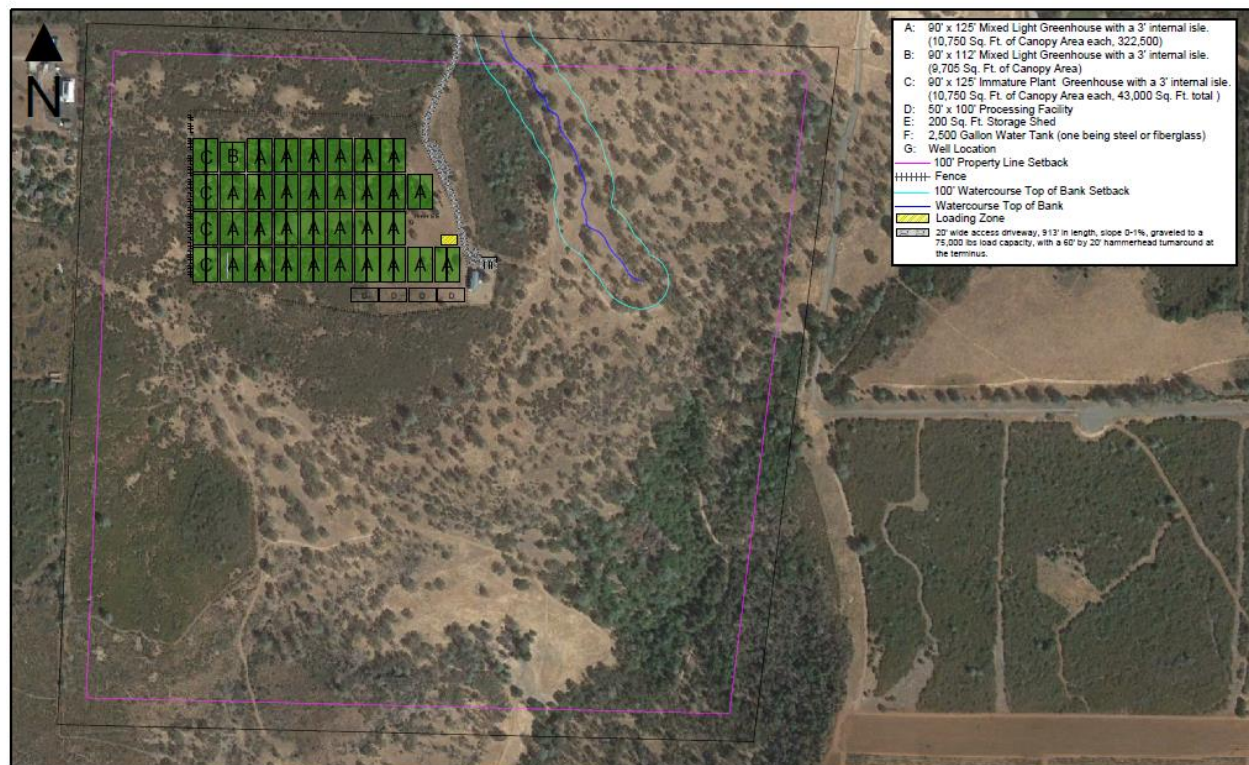 N
C B A A A A A A
C A A A A A A A A
C A A A A A A A
C A A A A A A A A A
D D D D
A: 90' x 125' Mixed Light Greenhouse with a 3' internal isle.
(10,750 Sq. Ft. of Canopy Area each, 322,500)
B: 90' x 112' Mixed Light Greenhouse with a 3' internal isle.
(9,705 Sq. Ft. of Canopy Area)
C: 90' x 125' Immature Plant Greenhouse with a 3' internal isle.
(10,750 Sq. Ft. of Canopy Area each, 43,000 Sq. Ft. total )
D: 50' x 100' Processing Facility
E: 200 Sq. Ft. Storage Shed
F: 2,500 Gallon Water Tank (one being steel or fiberglass)
G: Well Location
100' Property Line Setback
Fence
100' Watercourse Top of Bank Setback
Watercourse Top of Bank
Loading Zone
20' wide access driveway, 913' in length, slope 0-1%, graveled to a
75,000 lbs load capacity, with a 60' by 20' hammerhead turnaround at
the terminus.